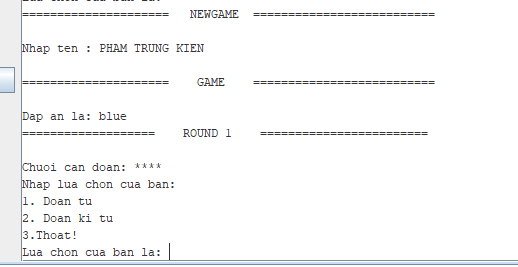 ====================== NEWGAME ===========================
Nhap ten : PHAM TRUNG KIEN
====================== GAME ===========================
Dap an la: blue
==================== ROUND 1 =========================
Chuoi can doan: ****
Nhap lua chon cua ban:
1. Doan tu
2. Doan ki tu
3.Thoat!
Lua chon cua ban la: